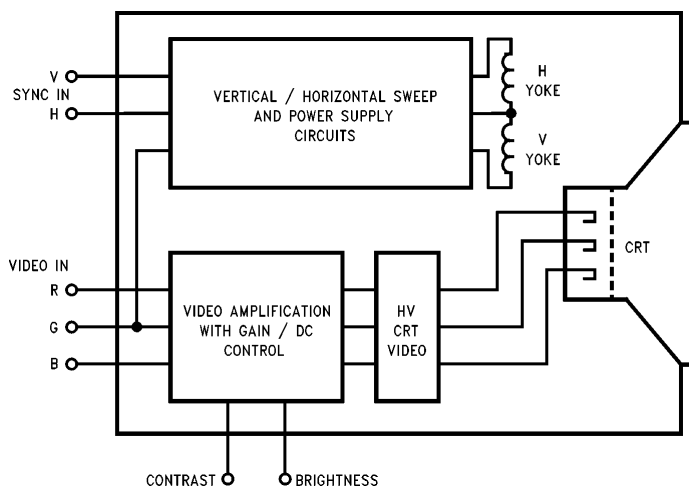 V
SYNC IN
H
VERTICAL / HORIZONTAL SWEEP
AND POWER SUPPLY
CIRCUITS
H
YOKE
V
YOKE
CRT
VIDEO IN
R
G
B
VIDEO AMPLIFICATION
WITH GAIN / DC
CONTROL
HV
CRT
VIDEO
CONTRAST
BRIGHTNESS